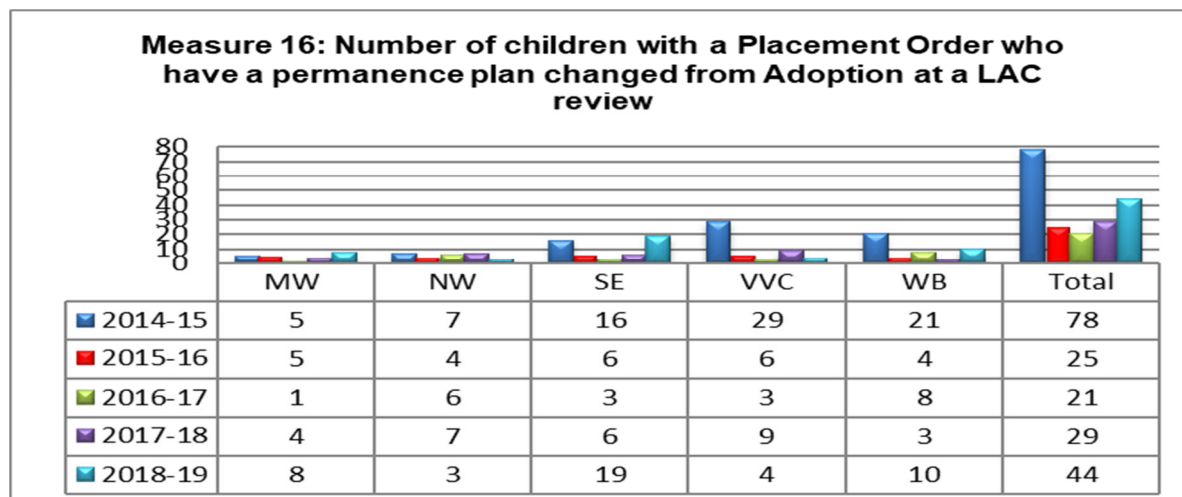 Measure 16: Number of children with a Placement Order who
have a permanence plan changed from Adoption at a LAC
review
80
70
60
50
40
30
20
10
0
MW NW SE VVC WB Total
2014-15 5 7 16 29 21 78
2015-16 5 4 6 6 4 25
2016-17 1 6 3 3 8 21
2017-18 4 7 6 9 3 29
2018-19 8 3 19 4 10 44